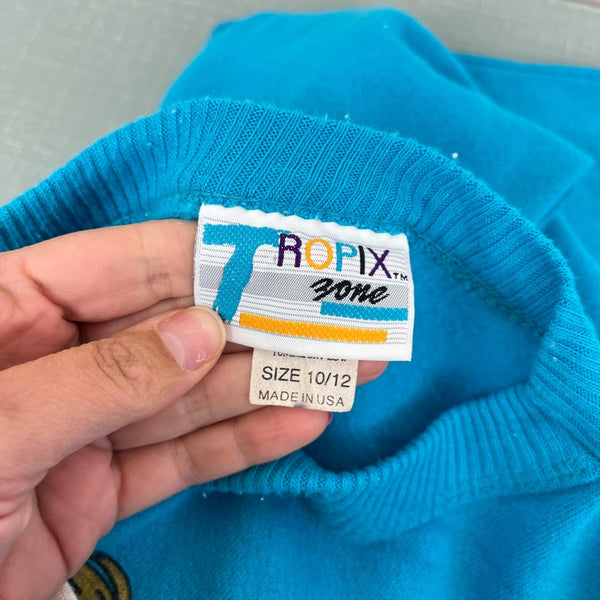 TROPIX™
zone
SIZE 10/12
MADE IN USA